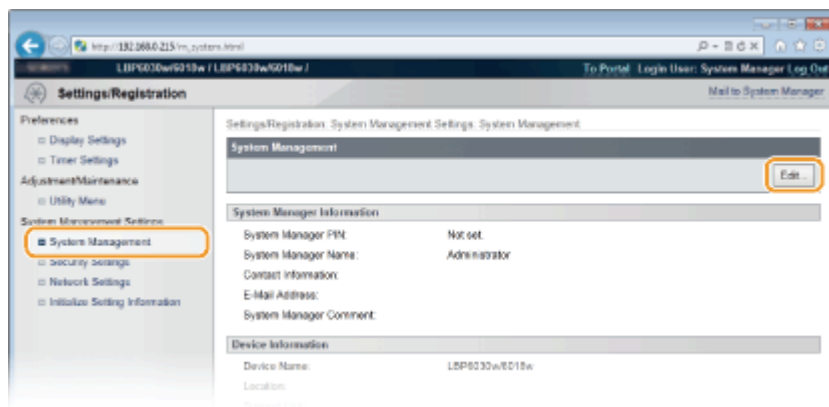 http://192.168.0.215/m_system.html
LBP6030w/6018w / LBP6030w/6018w /
To Portal Login User: System Manager Log Out
Settings/Registration
Mail to System Manager
Preferences
Display Settings
Timer Settings
Adjustment/Maintenance
Utility Menu
System Management Settings
System Management
Security Settings
Network Settings
Initialize Setting Information
Settings/Registration: System Management Settings: System Management
System Management
Edit...
System Manager Information
System Manager PIN: Not set.
System Manager Name: Administrator
Contact Information:
E-Mail Address:
System Manager Comment:
Device Information
Device Name: LBP6030w/6018w
Location: